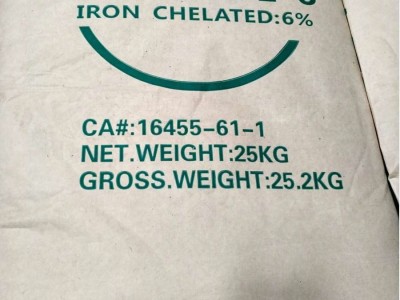 IRON CHELATED:6%
CA#:16455-61-1
NET.WEIGHT:25KG
GROSS.WEIGHT:25.2KG